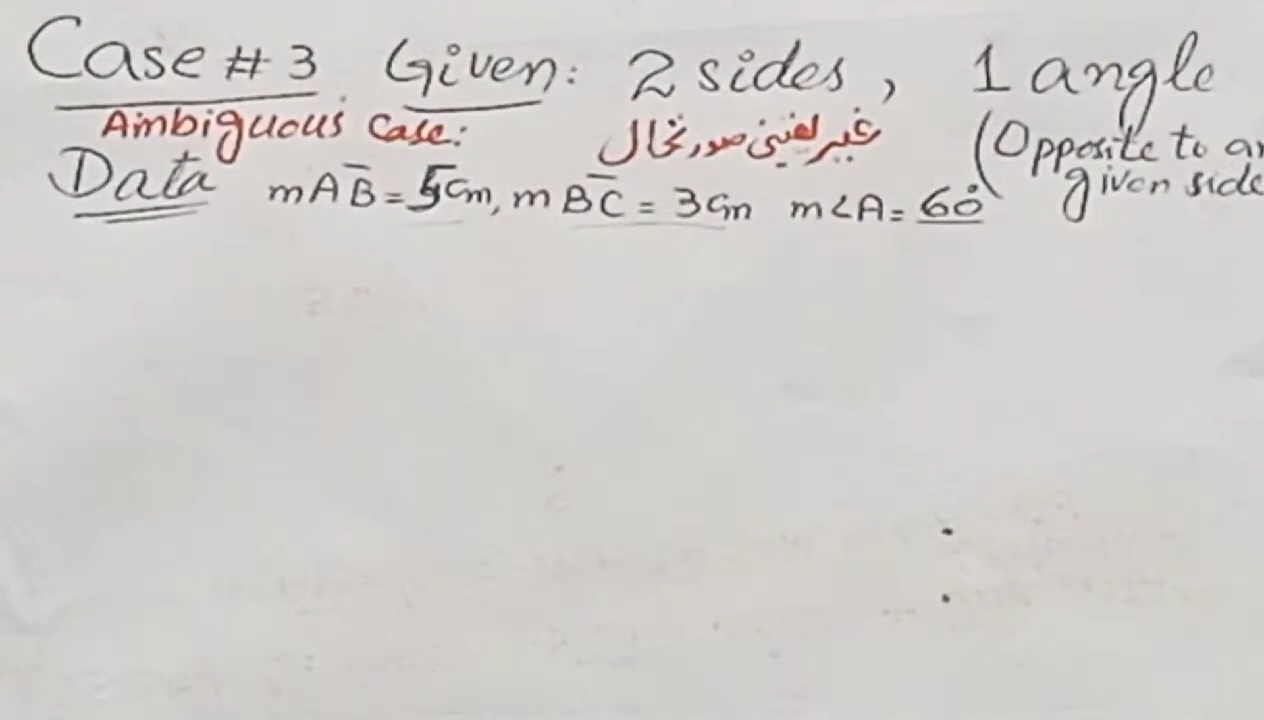 Case # 3 Given: 2 sides, 1 angle
Ambiguous Case: غیر یقینی صورتحال (Opposite to an
Data mAB̅ = 5cm, mBC̅ = 3cm m∠A = 60° given side